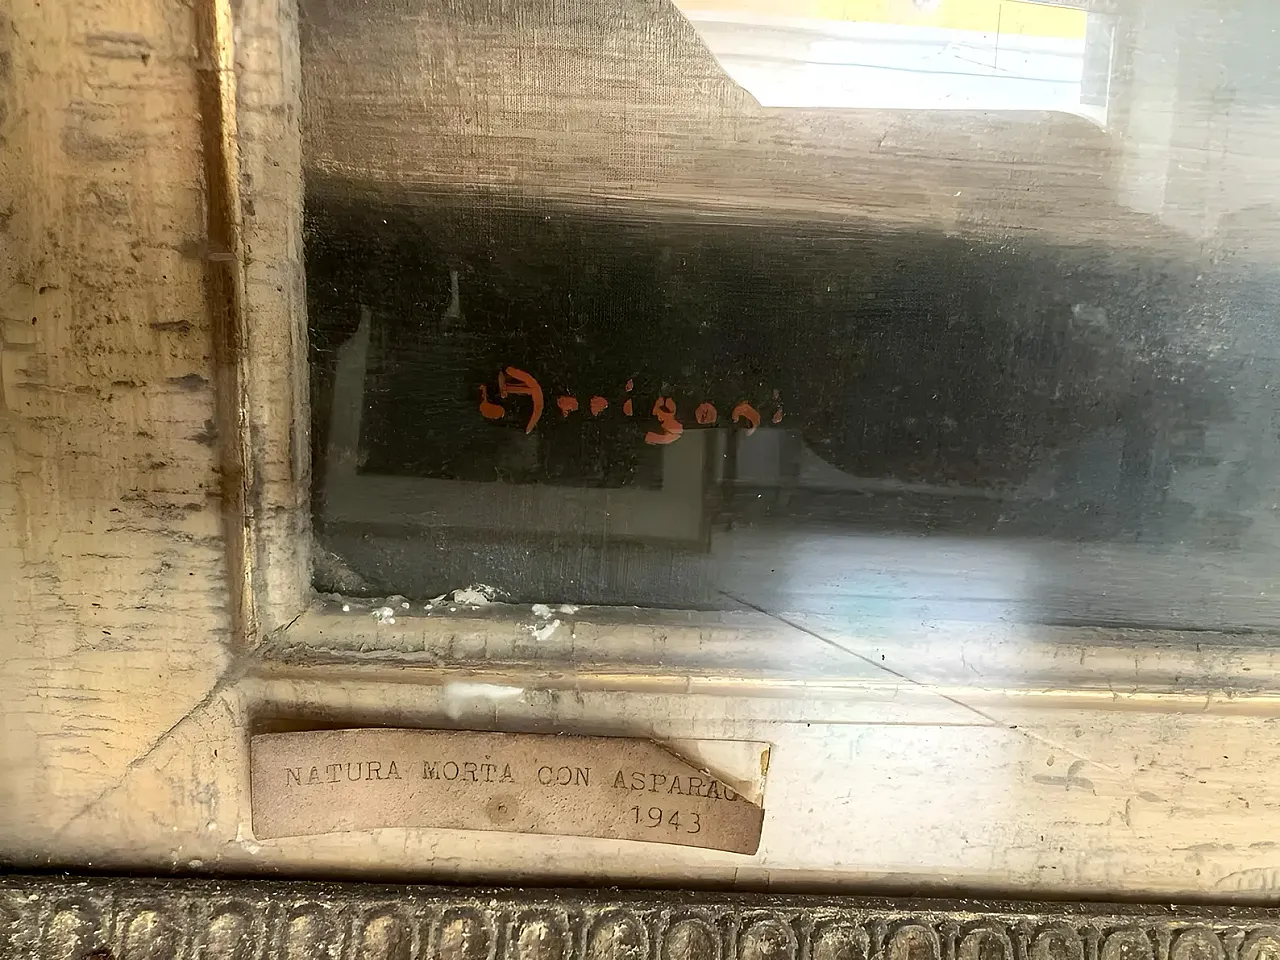 Arrigoni
NATURA MORTA CON ASPARAG
1943